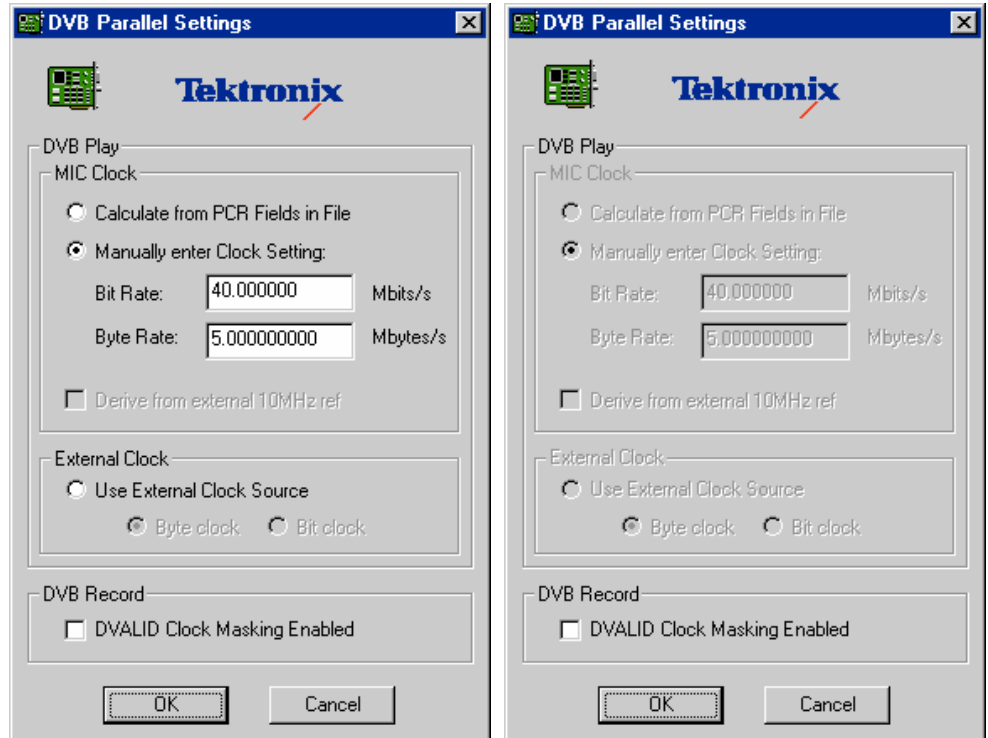 DVB Parallel Settings
Tektronix
DVB Play
MIC Clock
Calculate from PCR Fields in File
Manually enter Clock Setting:
Bit Rate: 40.000000 Mbits/s
Byte Rate: 5.000000000 Mbytes/s
Derive from external 10MHz ref
External Clock
Use External Clock Source
Byte clock Bit clock
DVB Record
DVALID Clock Masking Enabled
OK Cancel
DVB Parallel Settings
Tektronix
DVB Play
MIC Clock
Calculate from PCR Fields in File
Manually enter Clock Setting:
Bit Rate: 40.000000 Mbits/s
Byte Rate: 5.000000000 Mbytes/s
Derive from external 10MHz ref
External Clock
Use External Clock Source
Byte clock Bit clock
DVB Record
DVALID Clock Masking Enabled
OK Cancel